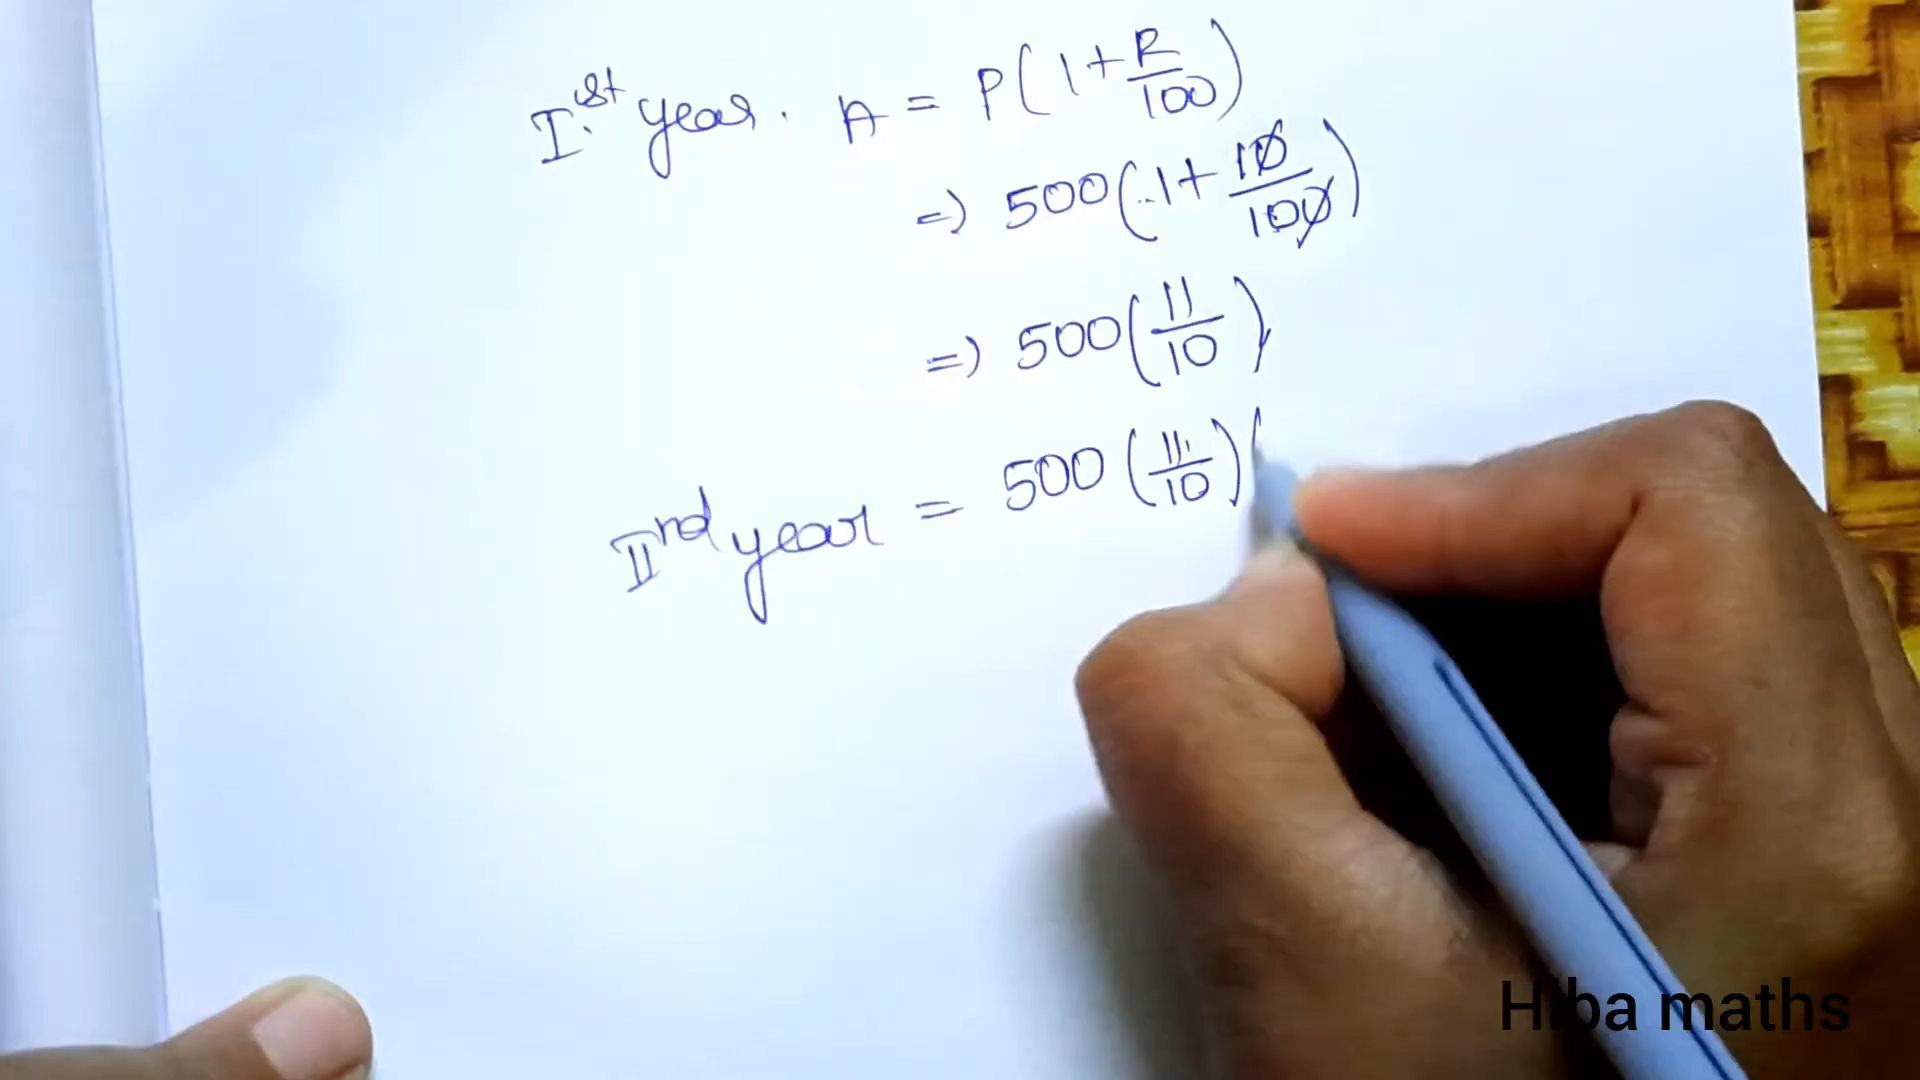 Ist year. A = P(1+R/100)
=> 500(1+10/100)
=> 500(11/10)
IInd year = 500(11/10)(
Hiba maths